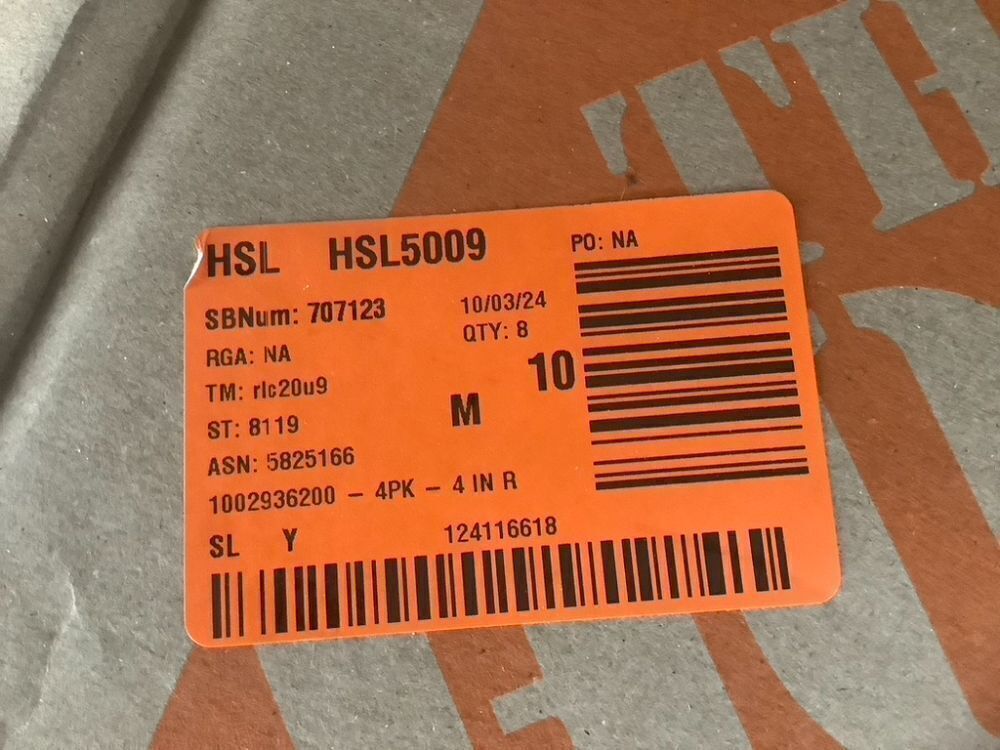 HSL HSL5009 PO: NA
SBNum: 707123 10/03/24
QTY: 8
RGA: NA
10
TM: rlc20u9
M
ST: 8119
ASN: 5825166
1002936200 – 4PK – 4 IN R
SL Y 124116618